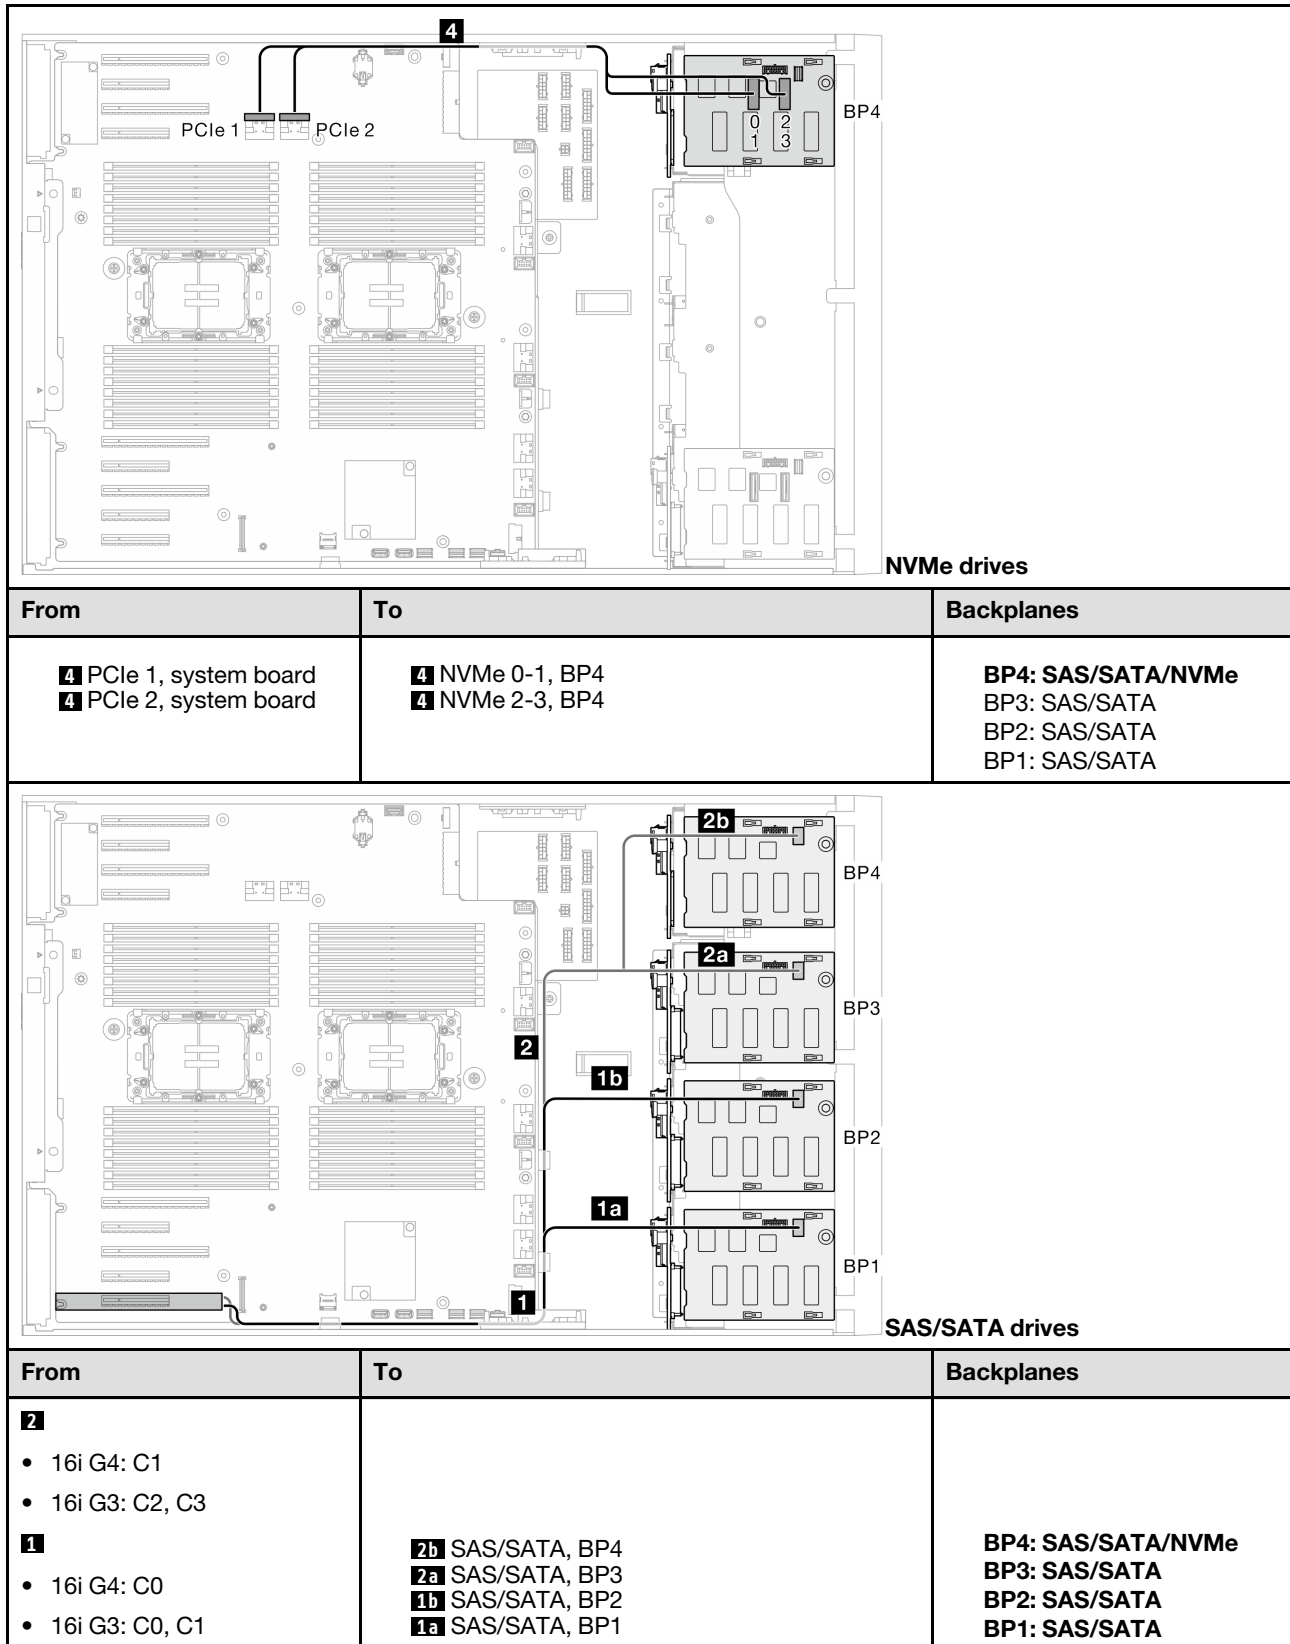 4
PCIe 1
PCIe 2
0 2
1 3
BP4
NVMe drives
From
To
Backplanes
4 PCIe 1, system board
4 PCIe 2, system board
4 NVMe 0-1, BP4
4 NVMe 2-3, BP4
BP4: SAS/SATA/NVMe
BP3: SAS/SATA
BP2: SAS/SATA
BP1: SAS/SATA
2b
BP4
2a
BP3
2
1b
BP2
1a
BP1
1
SAS/SATA drives
From
To
Backplanes
2
• 16i G4: C1
• 16i G3: C2, C3
1
• 16i G4: C0
• 16i G3: C0, C1
2b SAS/SATA, BP4
2a SAS/SATA, BP3
1b SAS/SATA, BP2
1a SAS/SATA, BP1
BP4: SAS/SATA/NVMe
BP3: SAS/SATA
BP2: SAS/SATA
BP1: SAS/SATA